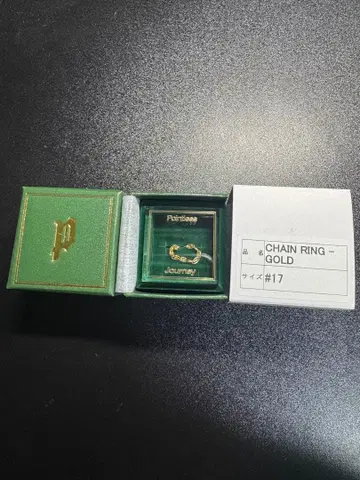 P
Pointless
Journey
品 名
CHAIN RING -
GOLD
サイズ
#17